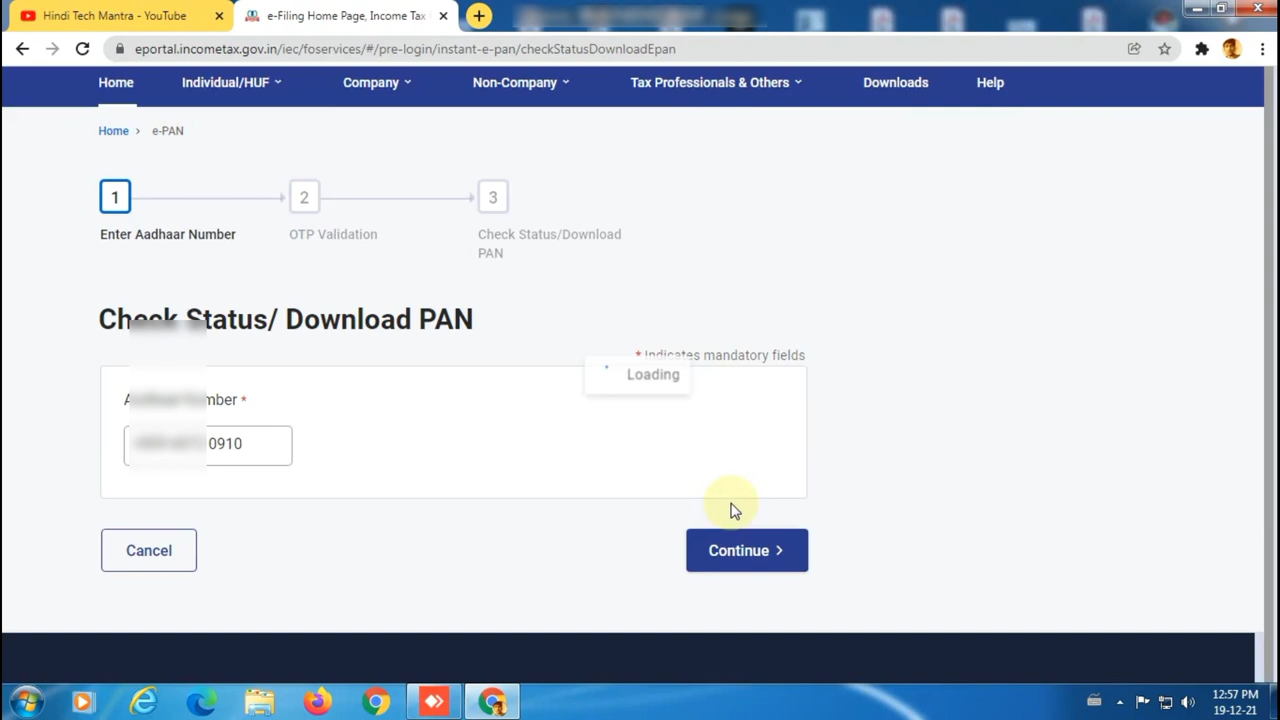 Hindi Tech Mantra - YouTube
e-Filing Home Page, Income Tax
eportal.incometax.gov.in/iec/foservices/#/pre-login/instant-e-pan/checkStatusDownloadEpan
Home Individual/HUF Company Non-Company Tax Professionals & Others Downloads Help
Home > e-PAN
1 2 3
Enter Aadhaar Number OTP Validation Check Status/Download
PAN
Check Status/ Download PAN
* Indicates mandatory fields
Loading
*
0910
Cancel Continue >
12:57 PM
19-12-21